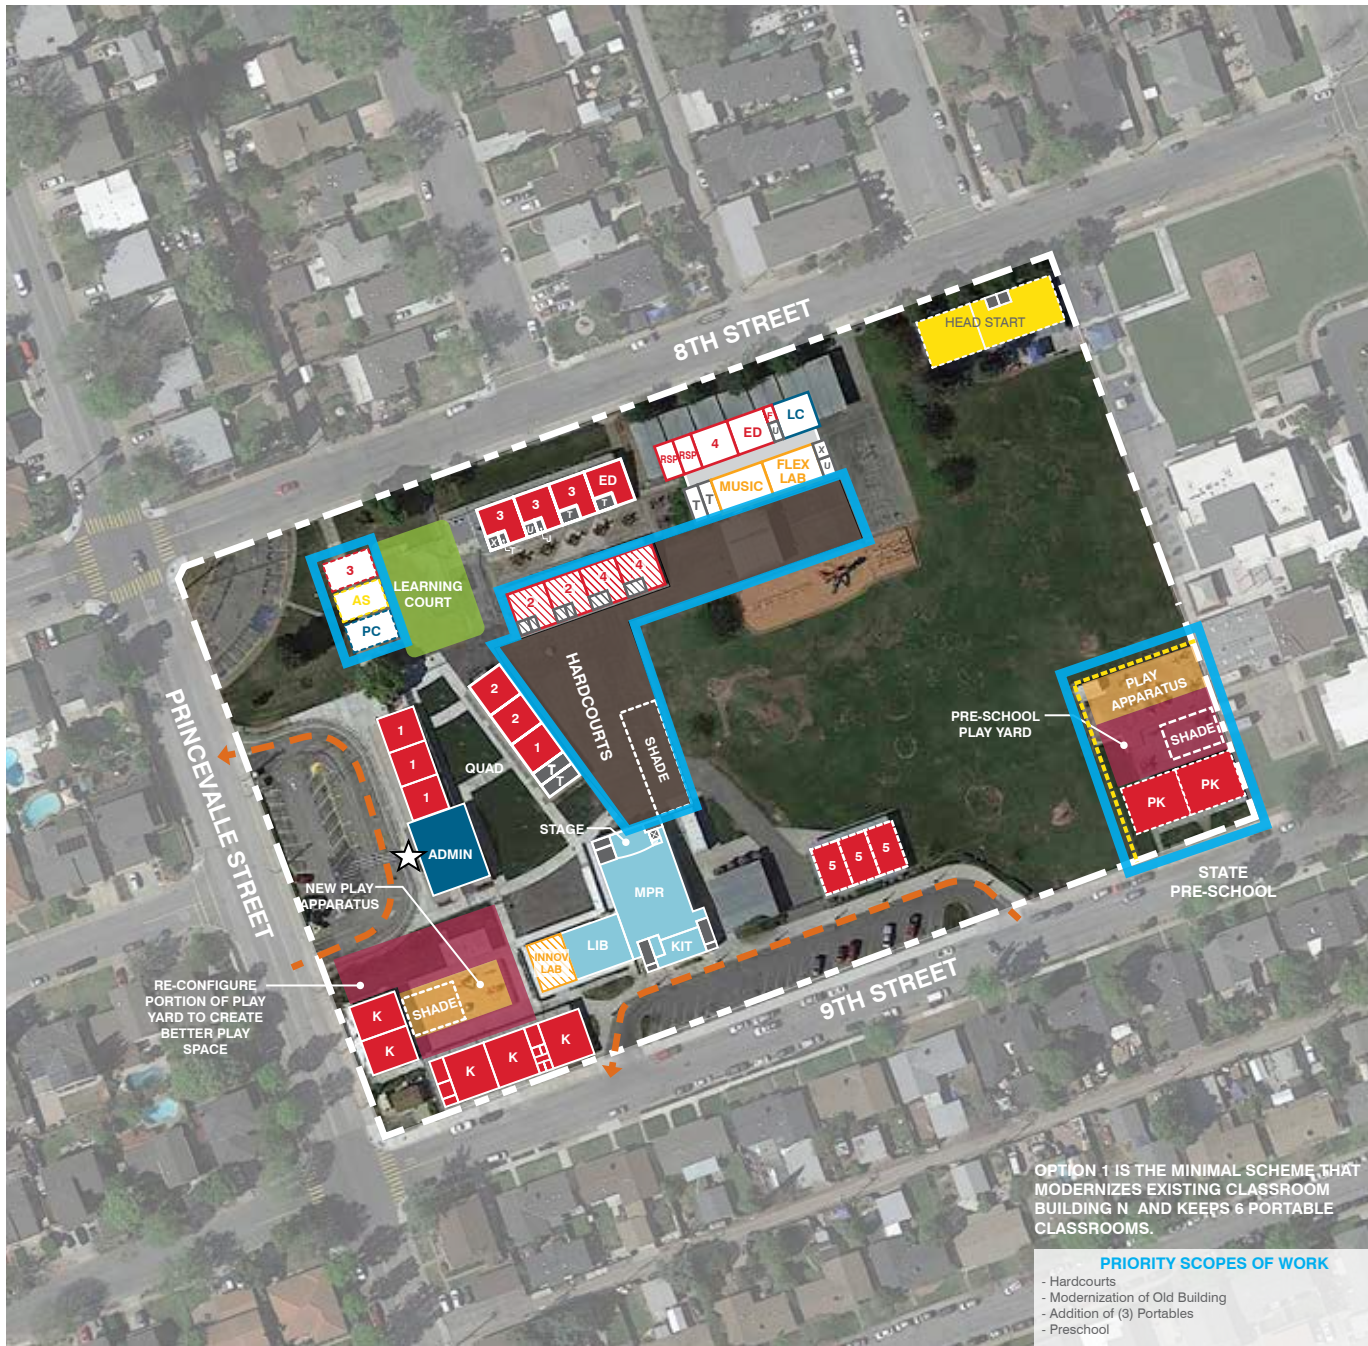 8TH STREET
HEAD START
LC
F
U
ED
4
RSP
RSP
X
U
FLEX
LAB
MUSIC
T
T
ED
T
3
T
3
U
3
X
T
3
AS
PC
LEARNING
COURT
4
4
2
2
HARDCOURTS
SHADE
2
2
1
T
T
QUAD
1
1
1
ADMIN
PRINCEVALLE STREET
PLAY
APPARATUS
PRE-SCHOOL
PLAY YARD
SHADE
PK
PK
STATE
PRE-SCHOOL
STAGE
X
MPR
LIB
KIT
INNOV
LAB
5
5
5
NEW PLAY
APPARATUS
RE-CONFIGURE
PORTION OF PLAY
YARD TO CREATE
BETTER PLAY
SPACE
SHADE
K
K
K
K
K
9TH STREET
OPTION 1 IS THE MINIMAL SCHEME THAT
MODERNIZES EXISTING CLASSROOM
BUILDING N AND KEEPS 6 PORTABLE
CLASSROOMS.
PRIORITY SCOPES OF WORK
- Hardcourts
- Modernization of Old Building
- Addition of (3) Portables
- Preschool